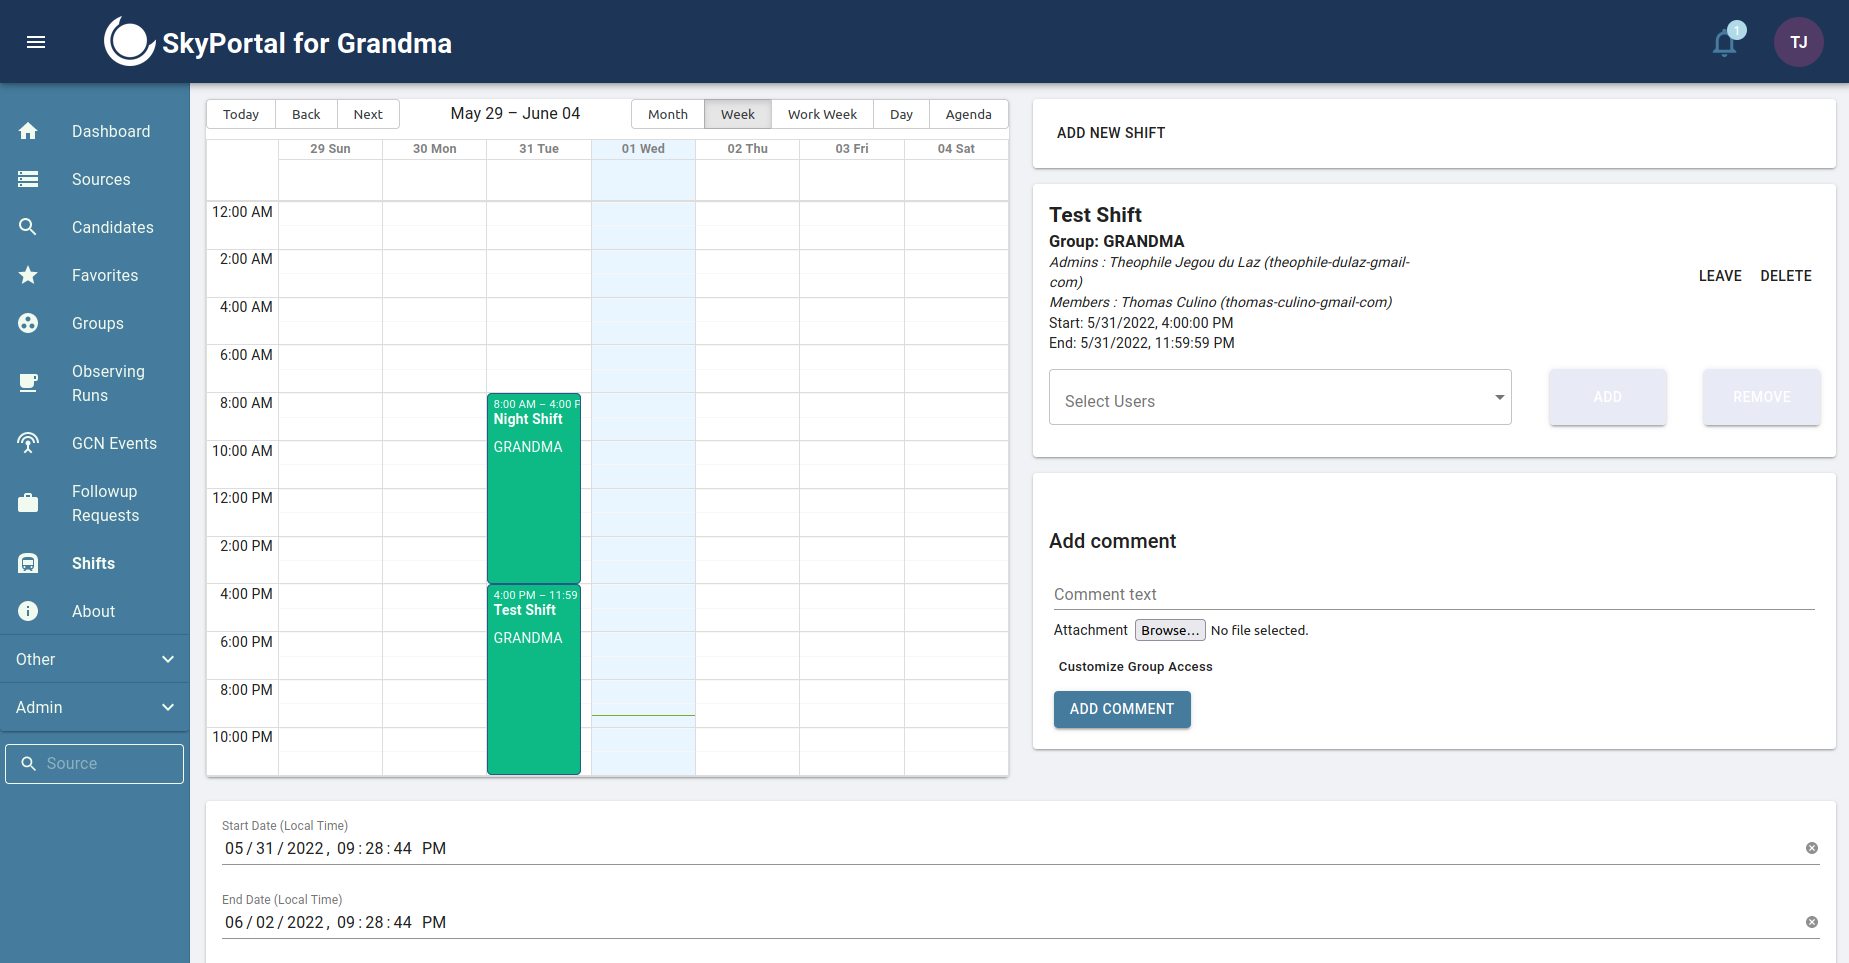 SkyPortal for Grandma
1
TJ
Dashboard
Sources
Candidates
Favorites
Groups
Observing
Runs
GCN Events
Followup
Requests
Shifts
About
Other
Admin
Source
Today Back Next May 29 – June 04 Month Week Work Week Day Agenda
29 Sun 30 Mon 31 Tue 01 Wed 02 Thu 03 Fri 04 Sat
12:00 AM
2:00 AM
4:00 AM
6:00 AM
8:00 AM
10:00 AM
12:00 PM
2:00 PM
4:00 PM
6:00 PM
8:00 PM
10:00 PM
8:00 AM – 4:00 P
Night Shift
GRANDMA
4:00 PM – 11:59
Test Shift
GRANDMA
ADD NEW SHIFT
Test Shift
Group: GRANDMA
Admins : Theophile Jegou du Laz (theophile-dulaz-gmail-
com)
Members : Thomas Culino (thomas-culino-gmail-com)
Start: 5/31/2022, 4:00:00 PM
End: 5/31/2022, 11:59:59 PM
LEAVE DELETE
Select Users ADD REMOVE
Add comment
Comment text
Attachment Browse... No file selected.
Customize Group Access
ADD COMMENT
Start Date (Local Time)
05/31/2022, 09:28:44 PM
End Date (Local Time)
06/02/2022, 09:28:44 PM